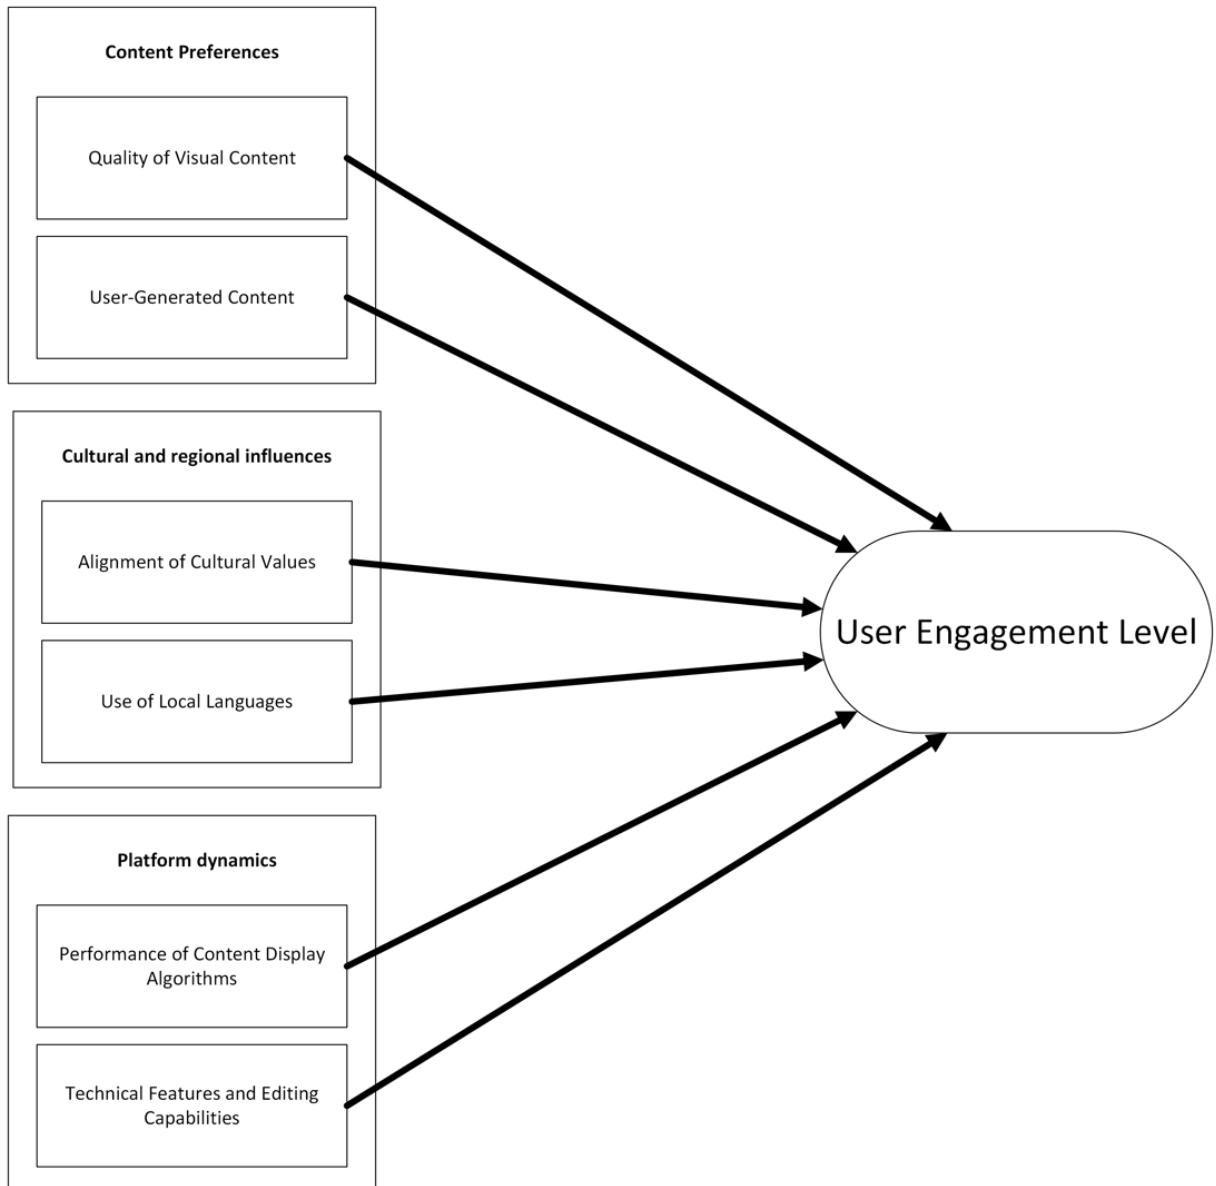 Content Preferences
Quality of Visual Content
User-Generated Content
Cultural and regional influences
Alignment of Cultural Values
Use of Local Languages
Platform dynamics
Performance of Content Display
Algorithms
Technical Features and Editing
Capabilities
User Engagement Level